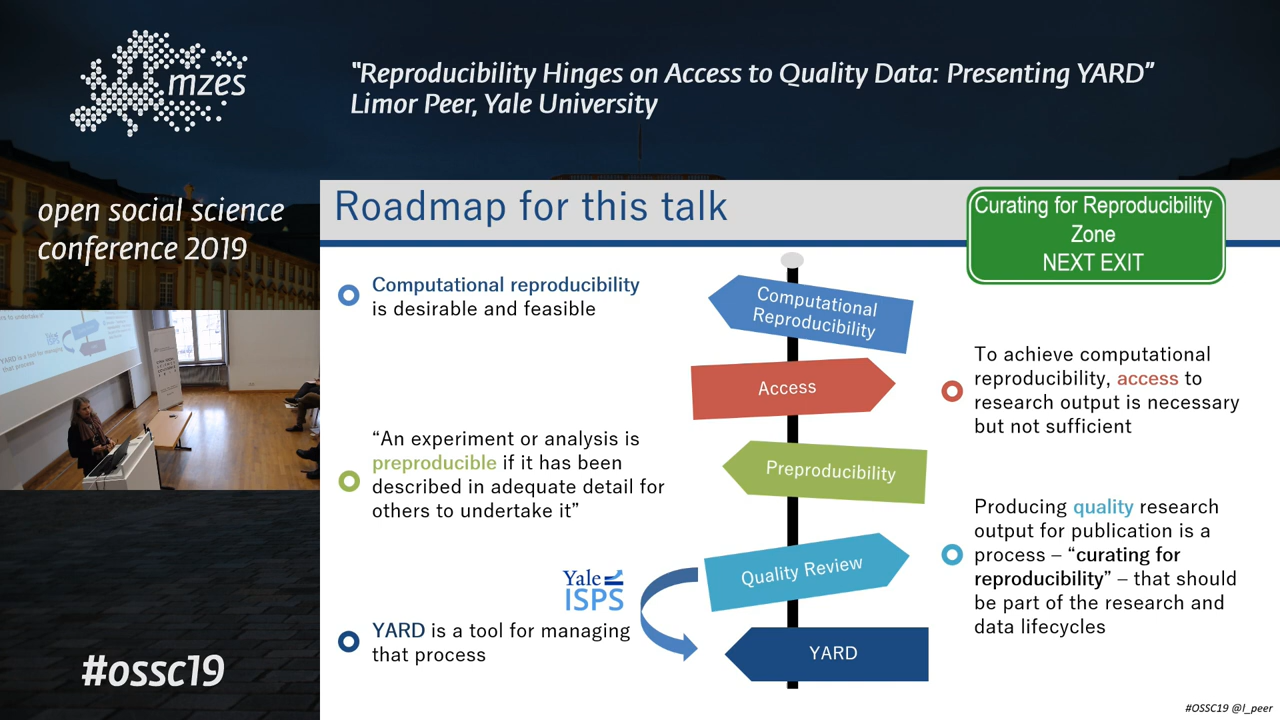 mzes
"Reproducibility Hinges on Access to Quality Data: Presenting YARD"
Limor Peer, Yale University
open social science
conference 2019
Roadmap for this talk
Curating for Reproducibility
Zone
NEXT EXIT
Computational reproducibility
is desirable and feasible
Computational
Reproducibility
Access
To achieve computational
reproducibility, access to
research output is necessary
but not sufficient
“An experiment or analysis is
preproducible if it has been
described in adequate detail for
others to undertake it”
Preproducibility
Producing quality research
output for publication is a
process – “curating for
reproducibility” – that should
be part of the research and
data lifecycles
Quality Review
Yale
ISPS
YARD is a tool for managing
that process
YARD
#ossc19
#OSSC19 @l_peer